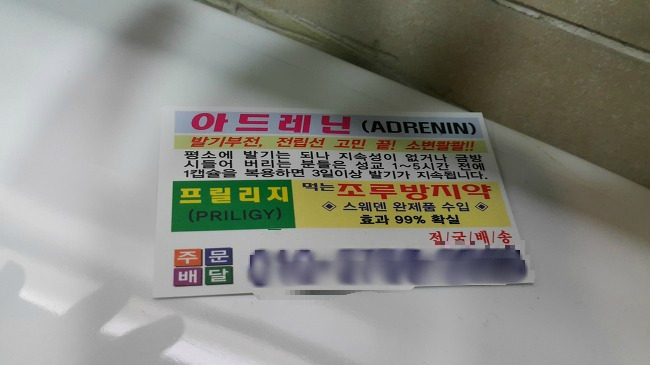 아드레닌 (ADRENIN)
발기부전, 전립선 고민 끝! 소변콸콸!!
평소에 발기는 되나 지속성이 없거나 금방
시들어 버리는 분들은 성교 1~5시간 전에
1캡슐을 복용하면 3일이상 발기가 지속됩니다.
프릴리지
(PRILIGY)
먹는 조루방지약
◈ 스웨덴 완제품 수입 ◈
효과 99% 확실
전/국/배/송
주문
배달